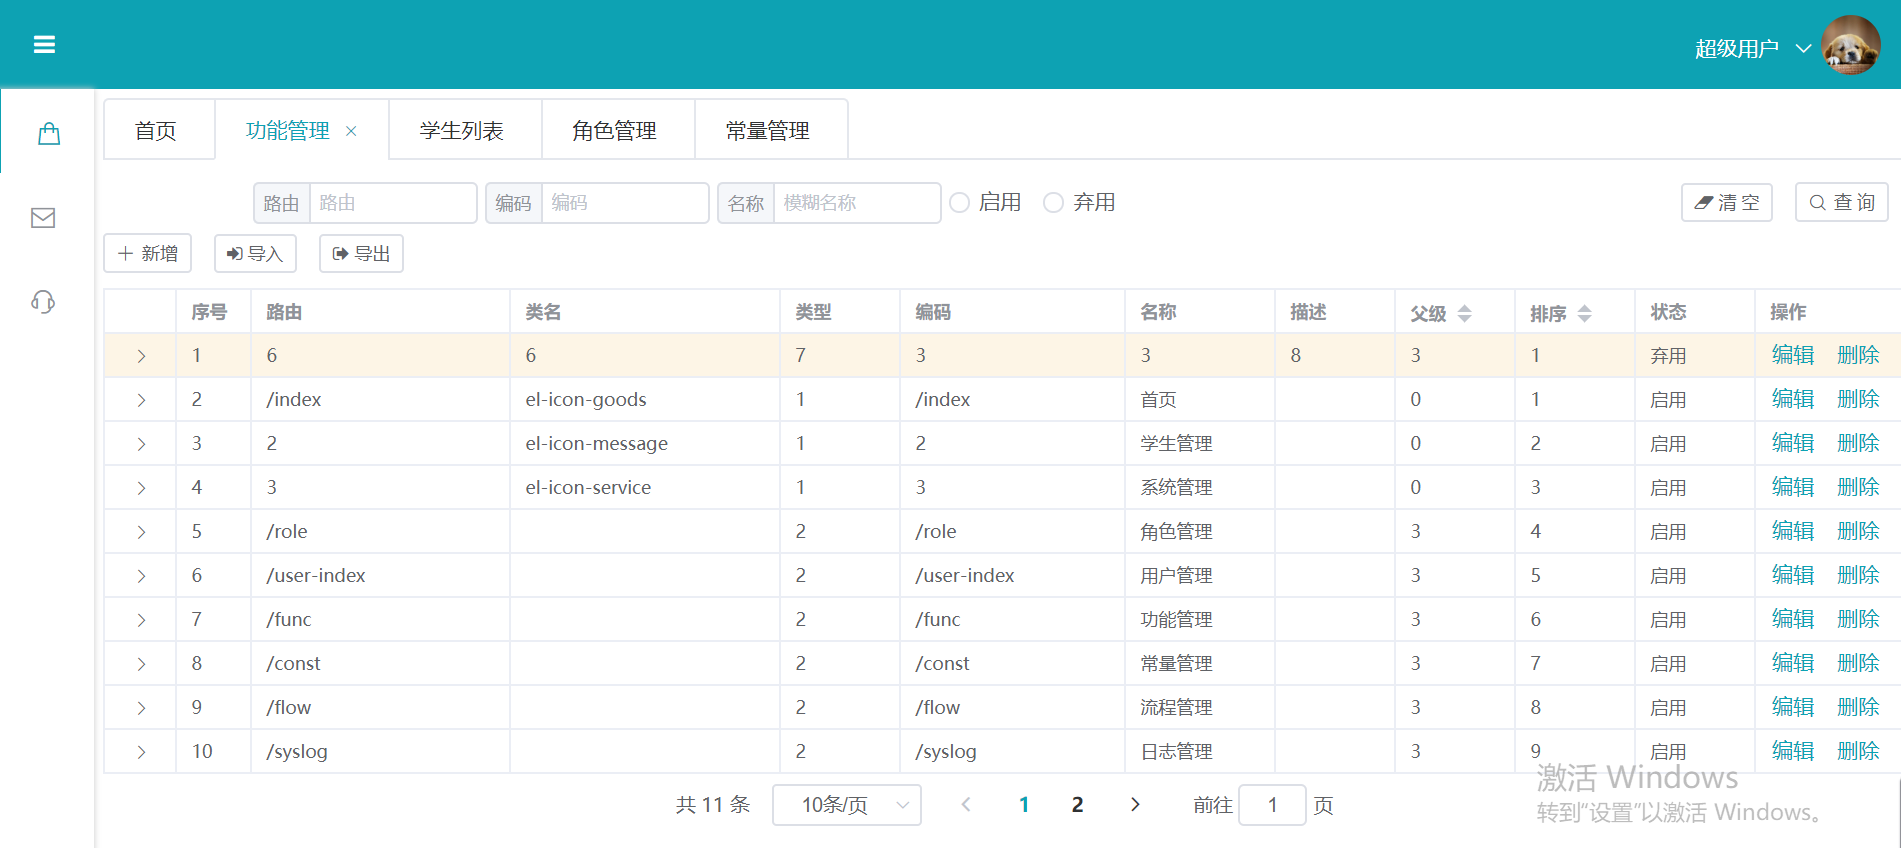 超级用户
首页 功能管理 × 学生列表 角色管理 常量管理
路由 路由 编码 编码 名称 模糊名称 启用 弃用 清 空 查 询
新增 导入 导出
序号 路由 类名 类型 编码 名称 描述 父级 排序 状态 操作
1 6 6 7 3 3 8 3 1 弃用 编辑 删除
2 /index el-icon-goods 1 /index 首页 0 1 启用 编辑 删除
3 2 el-icon-message 1 2 学生管理 0 2 启用 编辑 删除
4 3 el-icon-service 1 3 系统管理 0 3 启用 编辑 删除
5 /role 2 /role 角色管理 3 4 启用 编辑 删除
6 /user-index 2 /user-index 用户管理 3 5 启用 编辑 删除
7 /func 2 /func 功能管理 3 6 启用 编辑 删除
8 /const 2 /const 常量管理 3 7 启用 编辑 删除
9 /flow 2 /flow 流程管理 3 8 启用 编辑 删除
10 /syslog 2 /syslog 日志管理 3 9 启用 编辑 删除
共 11 条 10条/页 1 2 前往 1 页
激活 Windows
转到“设置”以激活 Windows。